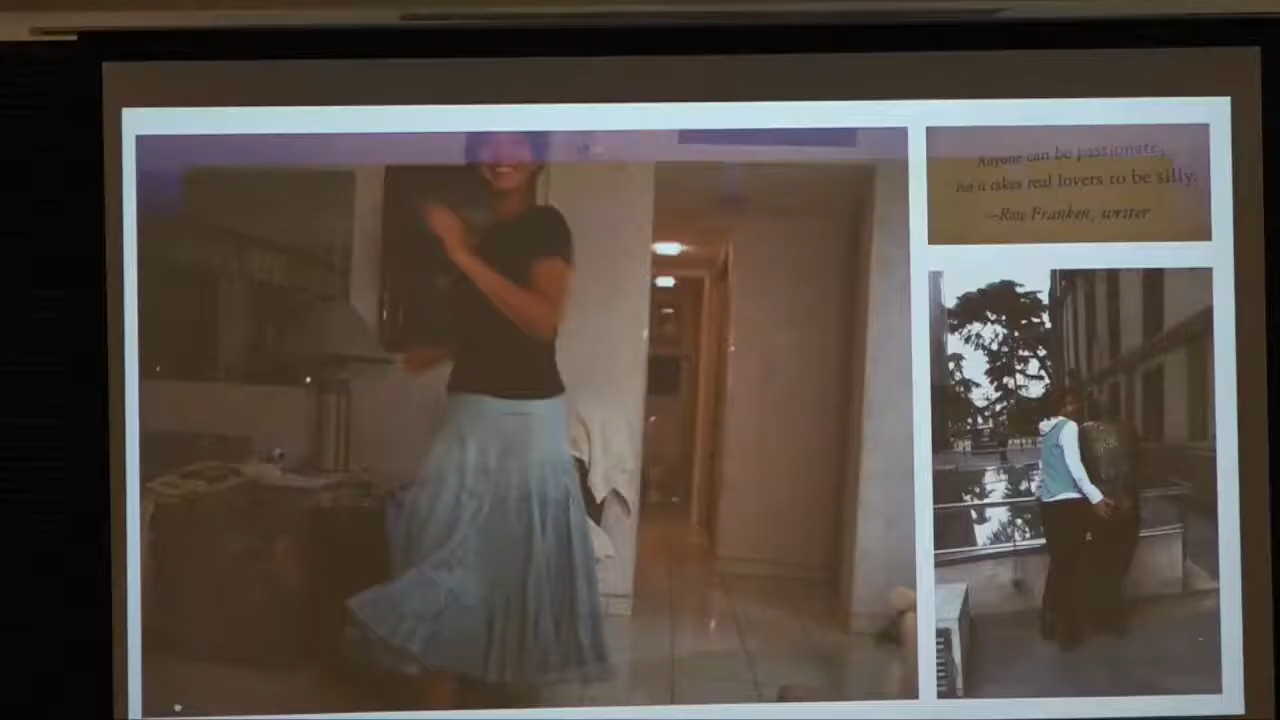 Anyone can be passionate,
but it takes real lovers to be silly.
—Rose Franken, writer